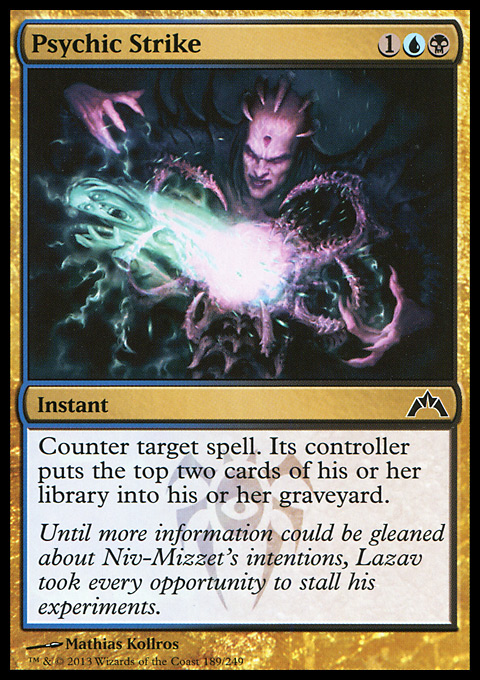 Psychic Strike 1
Instant
Counter target spell. Its controller
puts the top two cards of his or her
library into his or her graveyard.
Until more information could be gleaned
about Niv-Mizzet's intentions, Lazav
took every opportunity to stall his
experiments.
Mathias Kollros
™ & © 2013 Wizards of the Coast 189/249